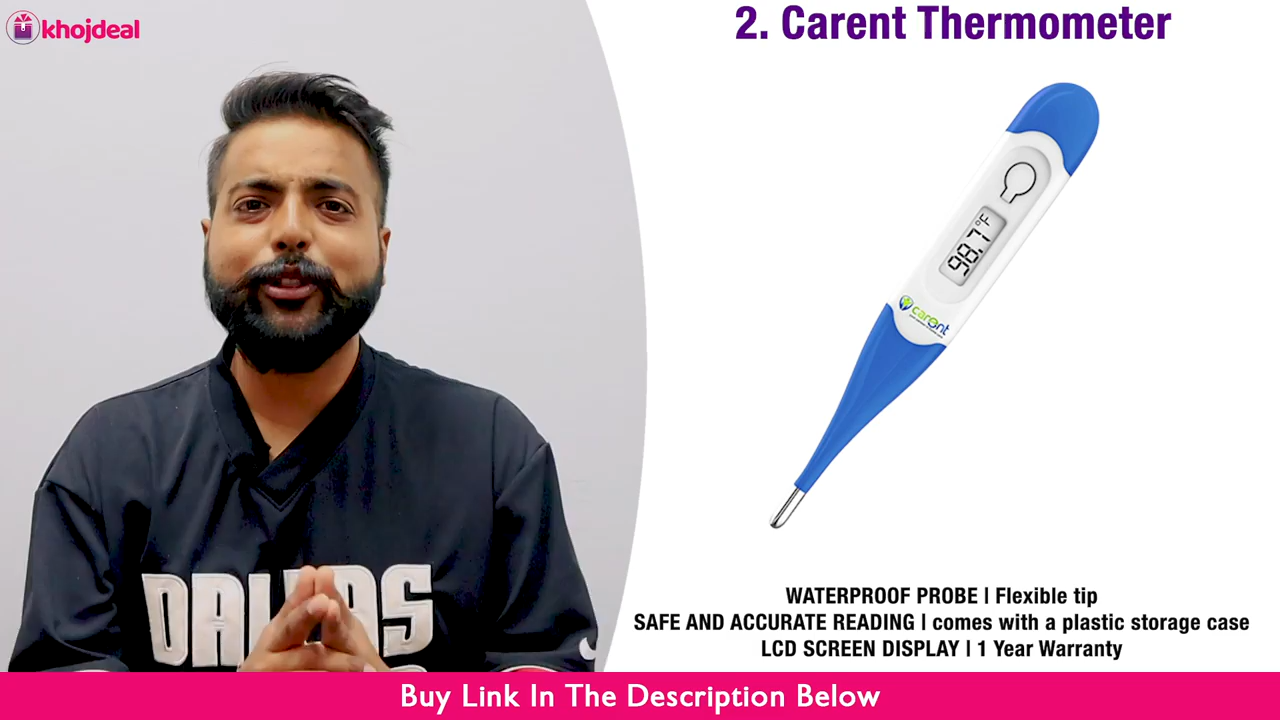 khojdeal
2. Carent Thermometer
98.7°F
carent
DALLAS
WATERPROOF PROBE | Flexible tip
SAFE AND ACCURATE READING | comes with a plastic storage case
LCD SCREEN DISPLAY | 1 Year Warranty
Buy Link In The Description Below